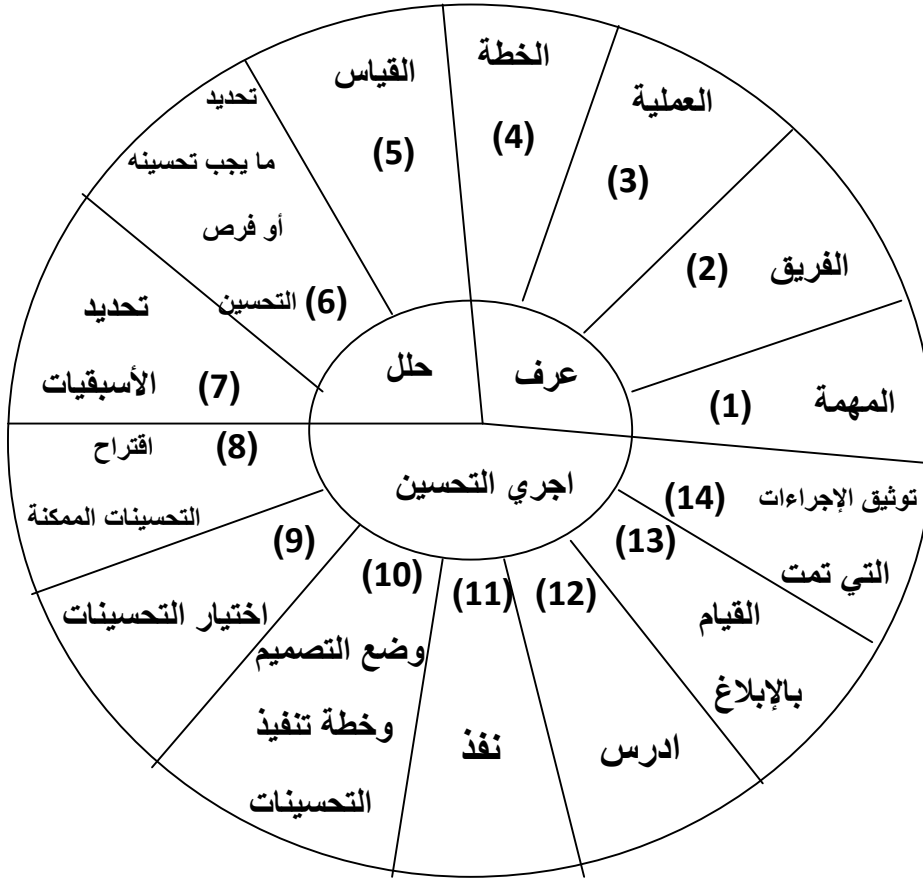 عرف
المهمة
(1)
الفريق
(2)
العملية
(3)
الخطة
(4)
حلل
القياس
(5)
تحديد
ما يجب تحسينه
أو فرص
التحسين (6)
تحديد
الأسبقيات (7)
اجري التحسين
(8) اقتراح
التحسينات الممكنة
(9)
اختيار التحسينات
(10)
وضع التصميم
وخطة تنفيذ
التحسينات
(11)
نفذ
(12)
ادرس
(13)
القيام
بالإبلاغ
(14) توثيق الإجراءات
التي تمت